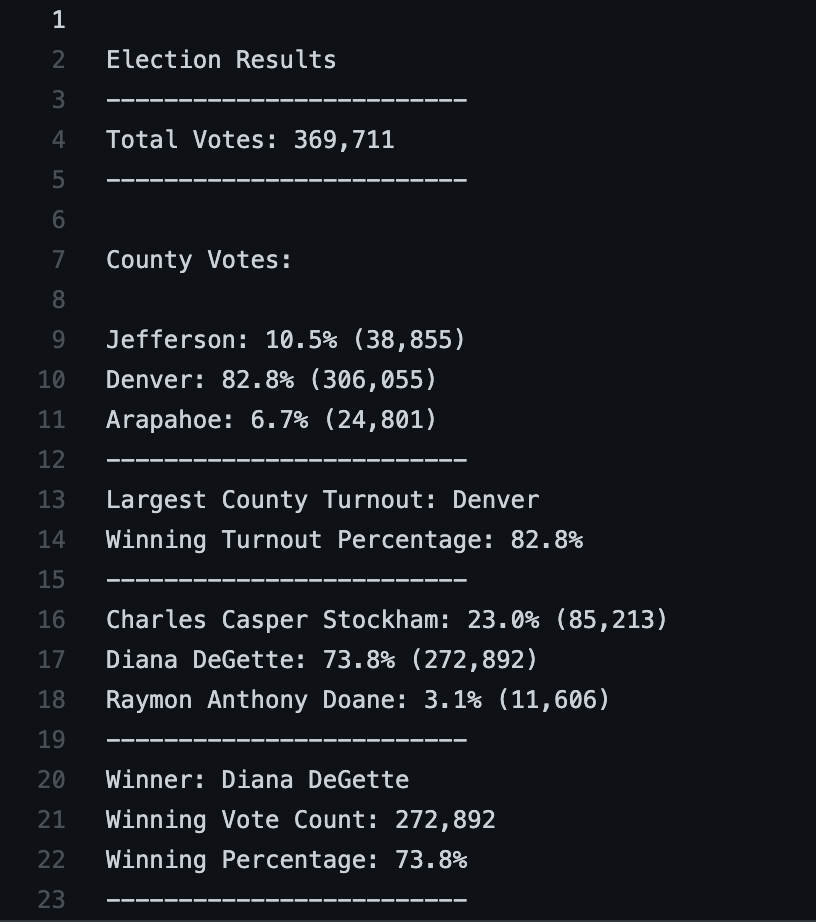 1
2 Election Results
3 -------------------------
4 Total Votes: 369,711
5 -------------------------
6
7 County Votes:
8
9 Jefferson: 10.5% (38,855)
10 Denver: 82.8% (306,055)
11 Arapahoe: 6.7% (24,801)
12 -------------------------
13 Largest County Turnout: Denver
14 Winning Turnout Percentage: 82.8%
15 -------------------------
16 Charles Casper Stockham: 23.0% (85,213)
17 Diana DeGette: 73.8% (272,892)
18 Raymon Anthony Doane: 3.1% (11,606)
19 -------------------------
20 Winner: Diana DeGette
21 Winning Vote Count: 272,892
22 Winning Percentage: 73.8%
23 -------------------------